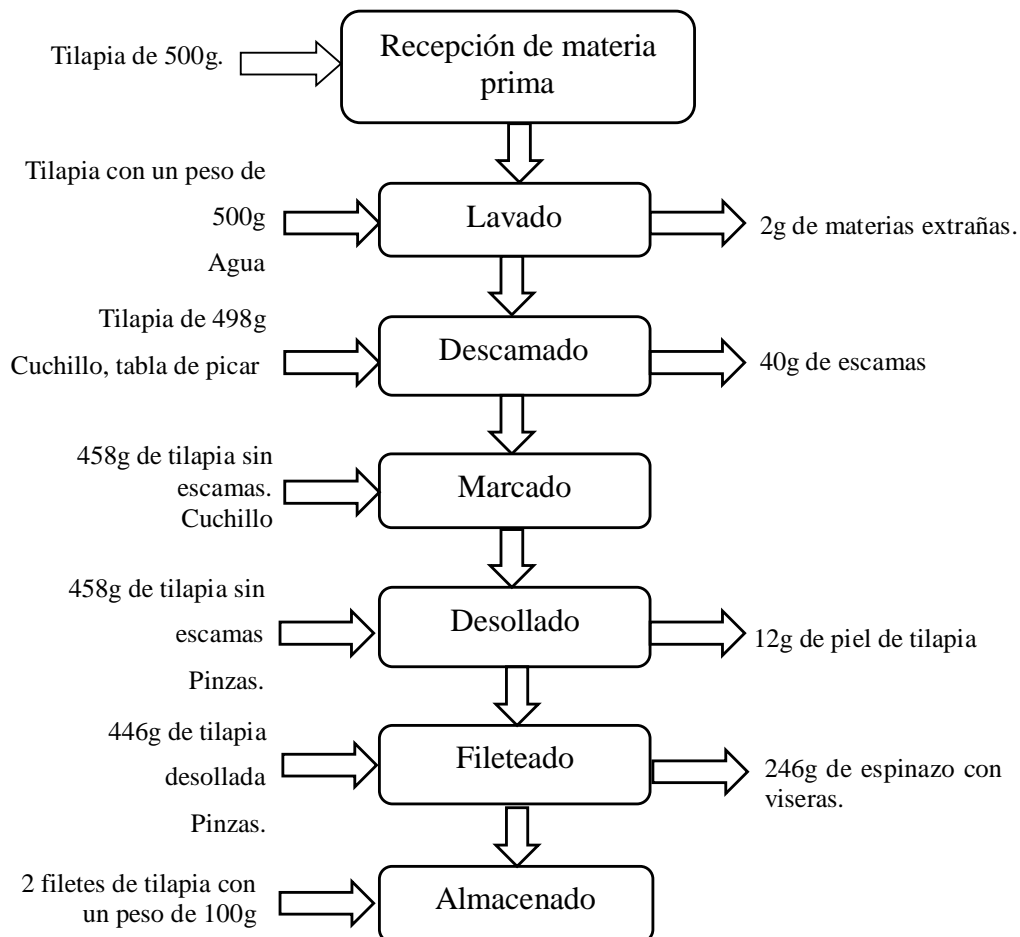 Tilapia de 500g.
Recepción de materia
prima
Tilapia con un peso de
500g
Agua
Lavado
2g de materias extrañas.
Tilapia de 498g
Cuchillo, tabla de picar
Descamado
40g de escamas
458g de tilapia sin
escamas.
Cuchillo
Marcado
458g de tilapia sin
escamas
Pinzas.
Desollado
12g de piel de tilapia
446g de tilapia
desollada
Pinzas.
Fileteado
246g de espinazo con
viseras.
2 filetes de tilapia con
un peso de 100g
Almacenado